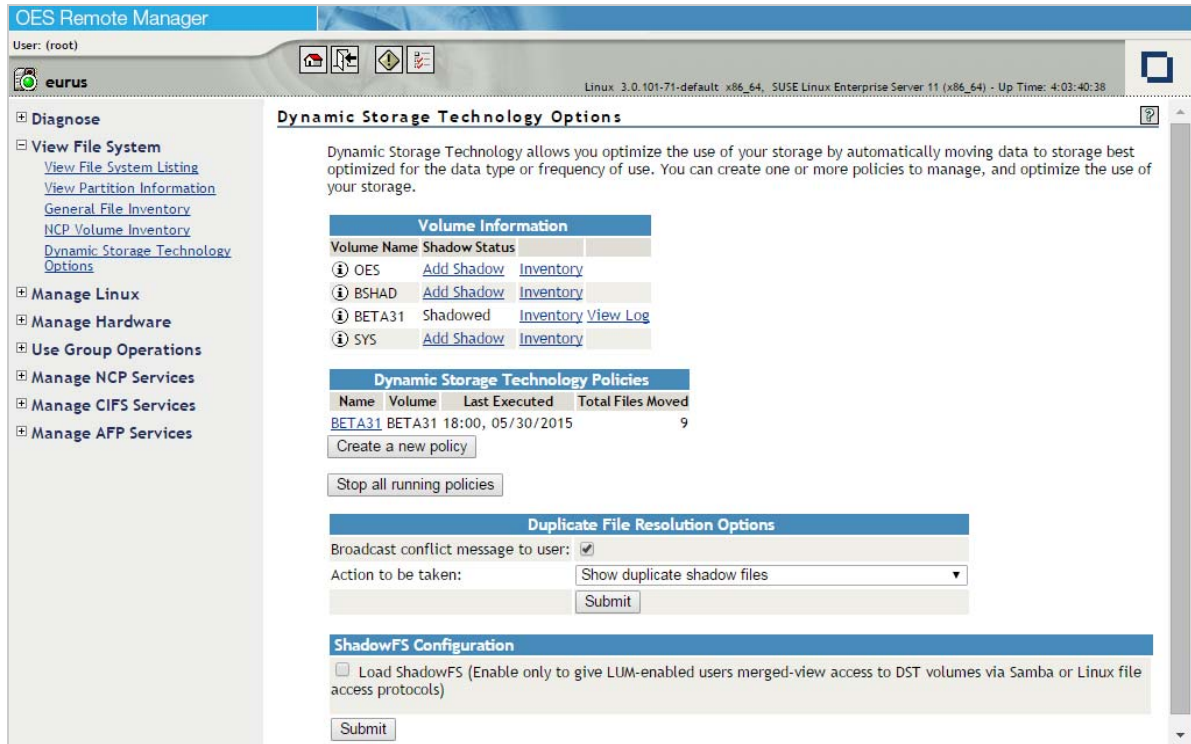 OES Remote Manager
User: (root)
eurus
Linux 3.0.101-71-default x86_64, SUSE Linux Enterprise Server 11 (x86_64) - Up Time: 4:03:40:38
Diagnose
View File System
View File System Listing
View Partition Information
General File Inventory
NCP Volume Inventory
Dynamic Storage Technology
Options
Manage Linux
Manage Hardware
Use Group Operations
Manage NCP Services
Manage CIFS Services
Manage AFP Services
Dynamic Storage Technology Options
?
Dynamic Storage Technology allows you optimize the use of your storage by automatically moving data to storage best
optimized for the data type or frequency of use. You can create one or more policies to manage, and optimize the use of
your storage.
Volume Information
Volume Name Shadow Status
OES Add Shadow Inventory
BSHAD Add Shadow Inventory
BETA31 Shadowed Inventory View Log
SYS Add Shadow Inventory
Dynamic Storage Technology Policies
Name Volume Last Executed Total Files Moved
BETA31 BETA31 18:00, 05/30/2015 9
Create a new policy
Stop all running policies
Duplicate File Resolution Options
Broadcast conflict message to user:
Action to be taken: Show duplicate shadow files
Submit
ShadowFS Configuration
Load ShadowFS (Enable only to give LUM-enabled users merged-view access to DST volumes via Samba or Linux file
access protocols)
Submit